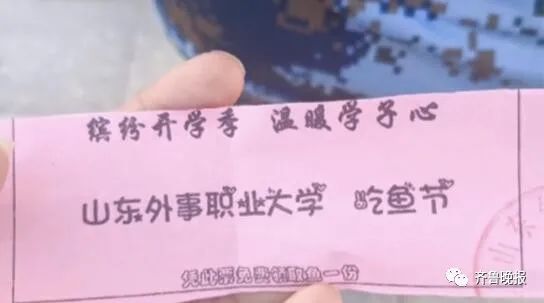 缤纷开学季 温暖学子心
山东外事职业大学 吃鱼节
凭此票免费领取鱼一份
齐鲁晚报